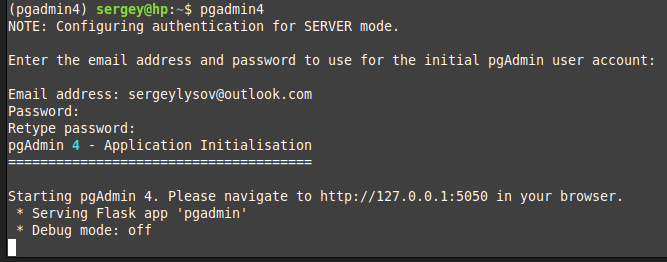 (pgadmin4) sergey@hp:~$ pgadmin4
NOTE: Configuring authentication for SERVER mode.
Enter the email address and password to use for the initial pgAdmin user account:
Email address: sergeylysov@outlook.com
Password:
Retype password:
pgAdmin 4 - Application Initialisation
======================================
Starting pgAdmin 4. Please navigate to http://127.0.0.1:5050 in your browser.
* Serving Flask app 'pgadmin'
* Debug mode: off